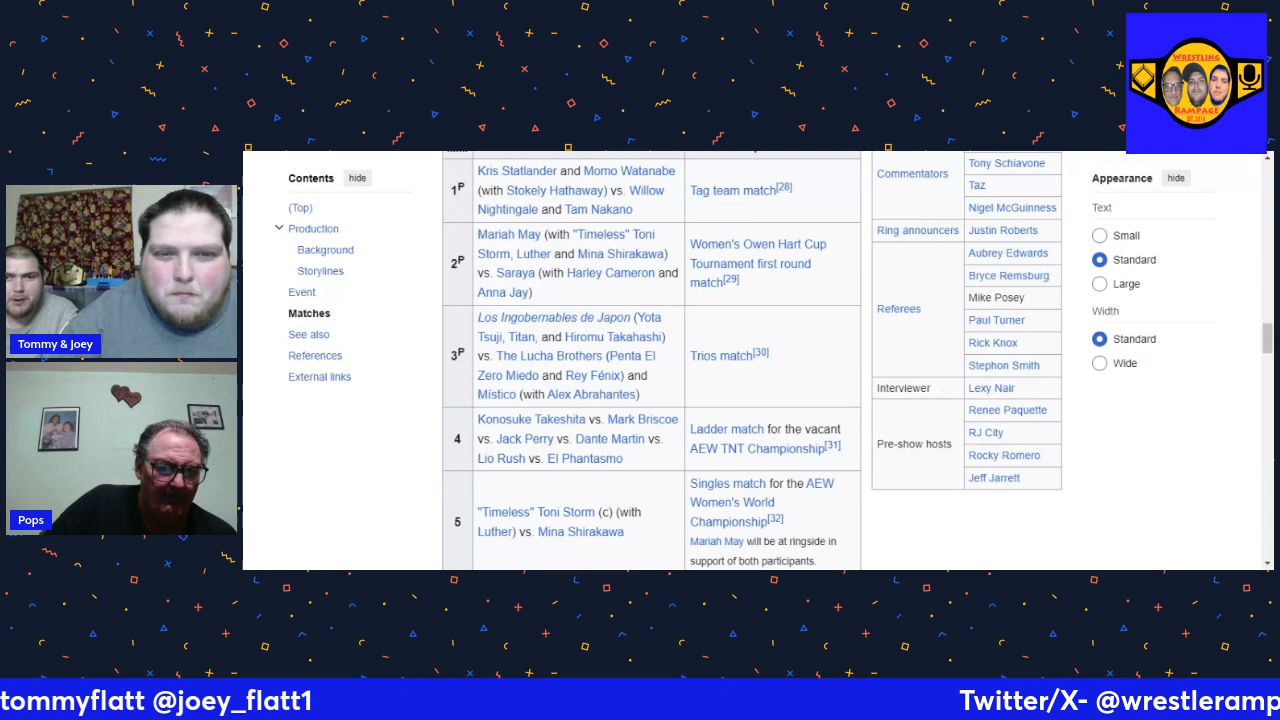 WRESTLING
RAMPAGE
EST. 2016
Tommy & Joey
Pops
Contents hide
(Top)
Production
Background
Storylines
Event
Matches
See also
References
External links
1P
Kris Statlander and Momo Watanabe
(with Stokely Hathaway) vs. Willow
Nightingale and Tam Nakano
Tag team match[28]
2P
Mariah May (with "Timeless" Toni
Storm, Luther and Mina Shirakawa)
vs. Saraya (with Harley Cameron and
Anna Jay)
Women's Owen Hart Cup
Tournament first round
match[29]
3P
Los Ingobernables de Japon (Yota
Tsuji, Titan, and Hiromu Takahashi)
vs. The Lucha Brothers (Penta El
Zero Miedo and Rey Fénix) and
Místico (with Alex Abrahantes)
Trios match[30]
4
Konosuke Takeshita vs. Mark Briscoe
vs. Jack Perry vs. Dante Martin vs.
Lio Rush vs. El Phantasmo
Ladder match for the vacant
AEW TNT Championship[31]
5
"Timeless" Toni Storm (c) (with
Luther) vs. Mina Shirakawa
Singles match for the AEW
Women's World
Championship[32]
Mariah May will be at ringside in
support of both participants.
Commentators
Tony Schiavone
Taz
Nigel McGuinness
Ring announcers
Justin Roberts
Referees
Aubrey Edwards
Bryce Remsburg
Mike Posey
Paul Turner
Rick Knox
Stephon Smith
Interviewer
Lexy Nair
Pre-show hosts
Renee Paquette
RJ City
Rocky Romero
Jeff Jarrett
Appearance hide
Text
Small
Standard
Large
Width
Standard
Wide
tommyflatt @joey_flatt1
Twitter/X- @wrestleramp